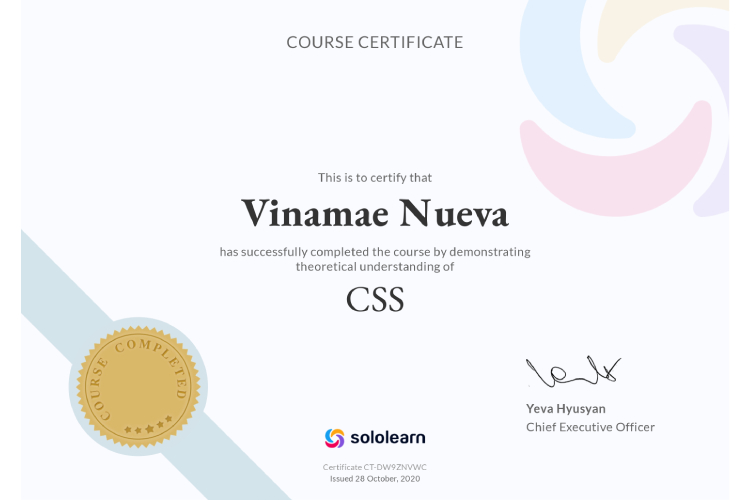 COURSE CERTIFICATE
This is to certify that
Vinamae Nueva
has successfully completed the course by demonstrating
theoretical understanding of
CSS
COURSE COMPLETED
Yeva Hyusyan
Chief Executive Officer
sololearn
Certificate CT-DW9ZNVWC
Issued 28 October, 2020